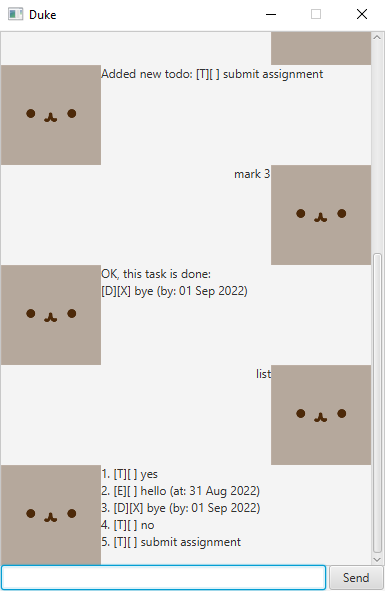 Duke
Added new todo: [T][ ] submit assignment
mark 3
OK, this task is done:
[D][X] bye (by: 01 Sep 2022)
list
1. [T][ ] yes
2. [E][ ] hello (at: 31 Aug 2022)
3. [D][X] bye (by: 01 Sep 2022)
4. [T][ ] no
5. [T][ ] submit assignment
Send